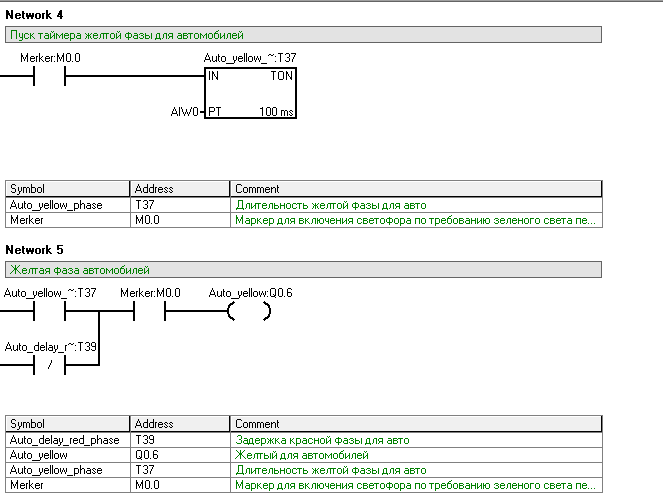 Network 4
Пуск таймера желтой фазы для автомобилей
Merker:M0.0 Auto_yellow_~:T37
IN TON
AIW0 PT 100 ms
Symbol Address Comment
Auto_yellow_phase T37 Длительность желтой фазы для авто
Merker M0.0 Маркер для включения светофора по требованию зеленого света пе...
Network 5
Желтая фаза автомобилей
Auto_yellow_~:T37 Merker:M0.0 Auto_yellow:Q0.6
Auto_delay_r~:T39
/
Symbol Address Comment
Auto_delay_red_phase T39 Задержка красной фазы для авто
Auto_yellow Q0.6 Желтый для автомобилей
Auto_yellow_phase T37 Длительность желтой фазы для авто
Merker M0.0 Маркер для включения светофора по требованию зеленого света пе...